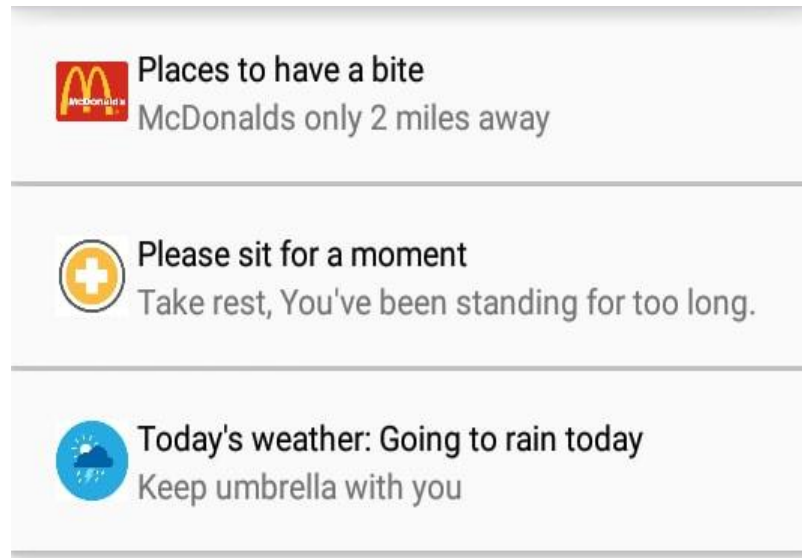 McDonald's
Places to have a bite
McDonalds only 2 miles away
Please sit for a moment
Take rest, You've been standing for too long.
Today's weather: Going to rain today
Keep umbrella with you